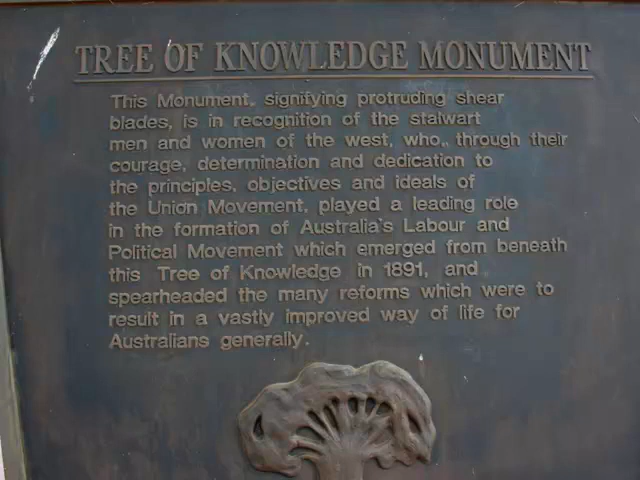 TREE OF KNOWLEDGE MONUMENT
This Monument, signifying protruding shear
blades, is in recognition of the stalwart
men and women of the west, who, through their
courage, determination and dedication to
the principles, objectives and ideals of
the Union Movement, played a leading role
in the formation of Australia's Labour and
Political Movement which emerged from beneath
this Tree of Knowledge in 1891, and
spearheaded the many reforms which were to
result in a vastly improved way of life for
Australians generally.